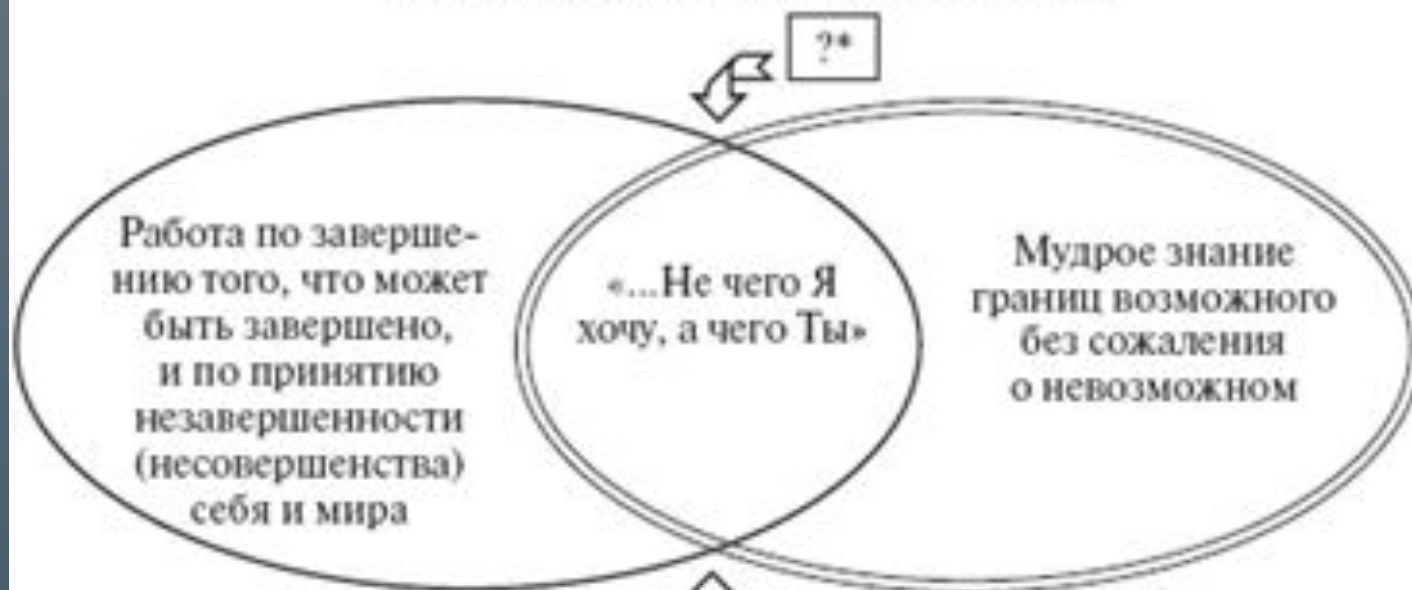 ?*
Работа по заверше-
нию того, что может
быть завершено,
и по принятию
незавершенности
(несовершенства)
себя и мира
«...Не чего Я
хочу, а чего Ты»
Мудрое знание
границ возможного
без сожаления
о невозможном